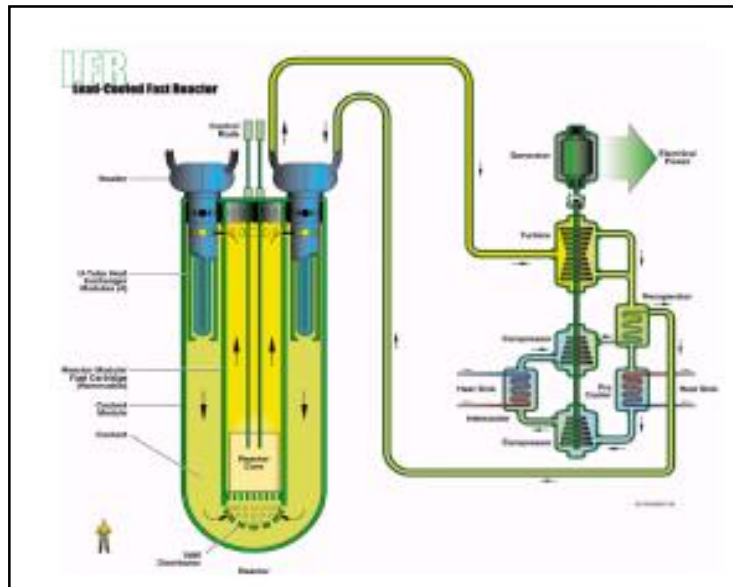 LFR
Lead-Cooled Fast Reactor
Control
Rods
Header
U-Tube Heat
Exchanger
Modules (4)
Reactor Module/
Fuel Cartridge
(Removable)
Coolant
Module
Coolant
Reactor
Core
Inlet
Distributor
Reactor
Generator
Electrical
Power
Turbine
Recuperator
Compressor
Heat Sink
Pre
Cooler
Heat Sink
Intercooler
Compressor